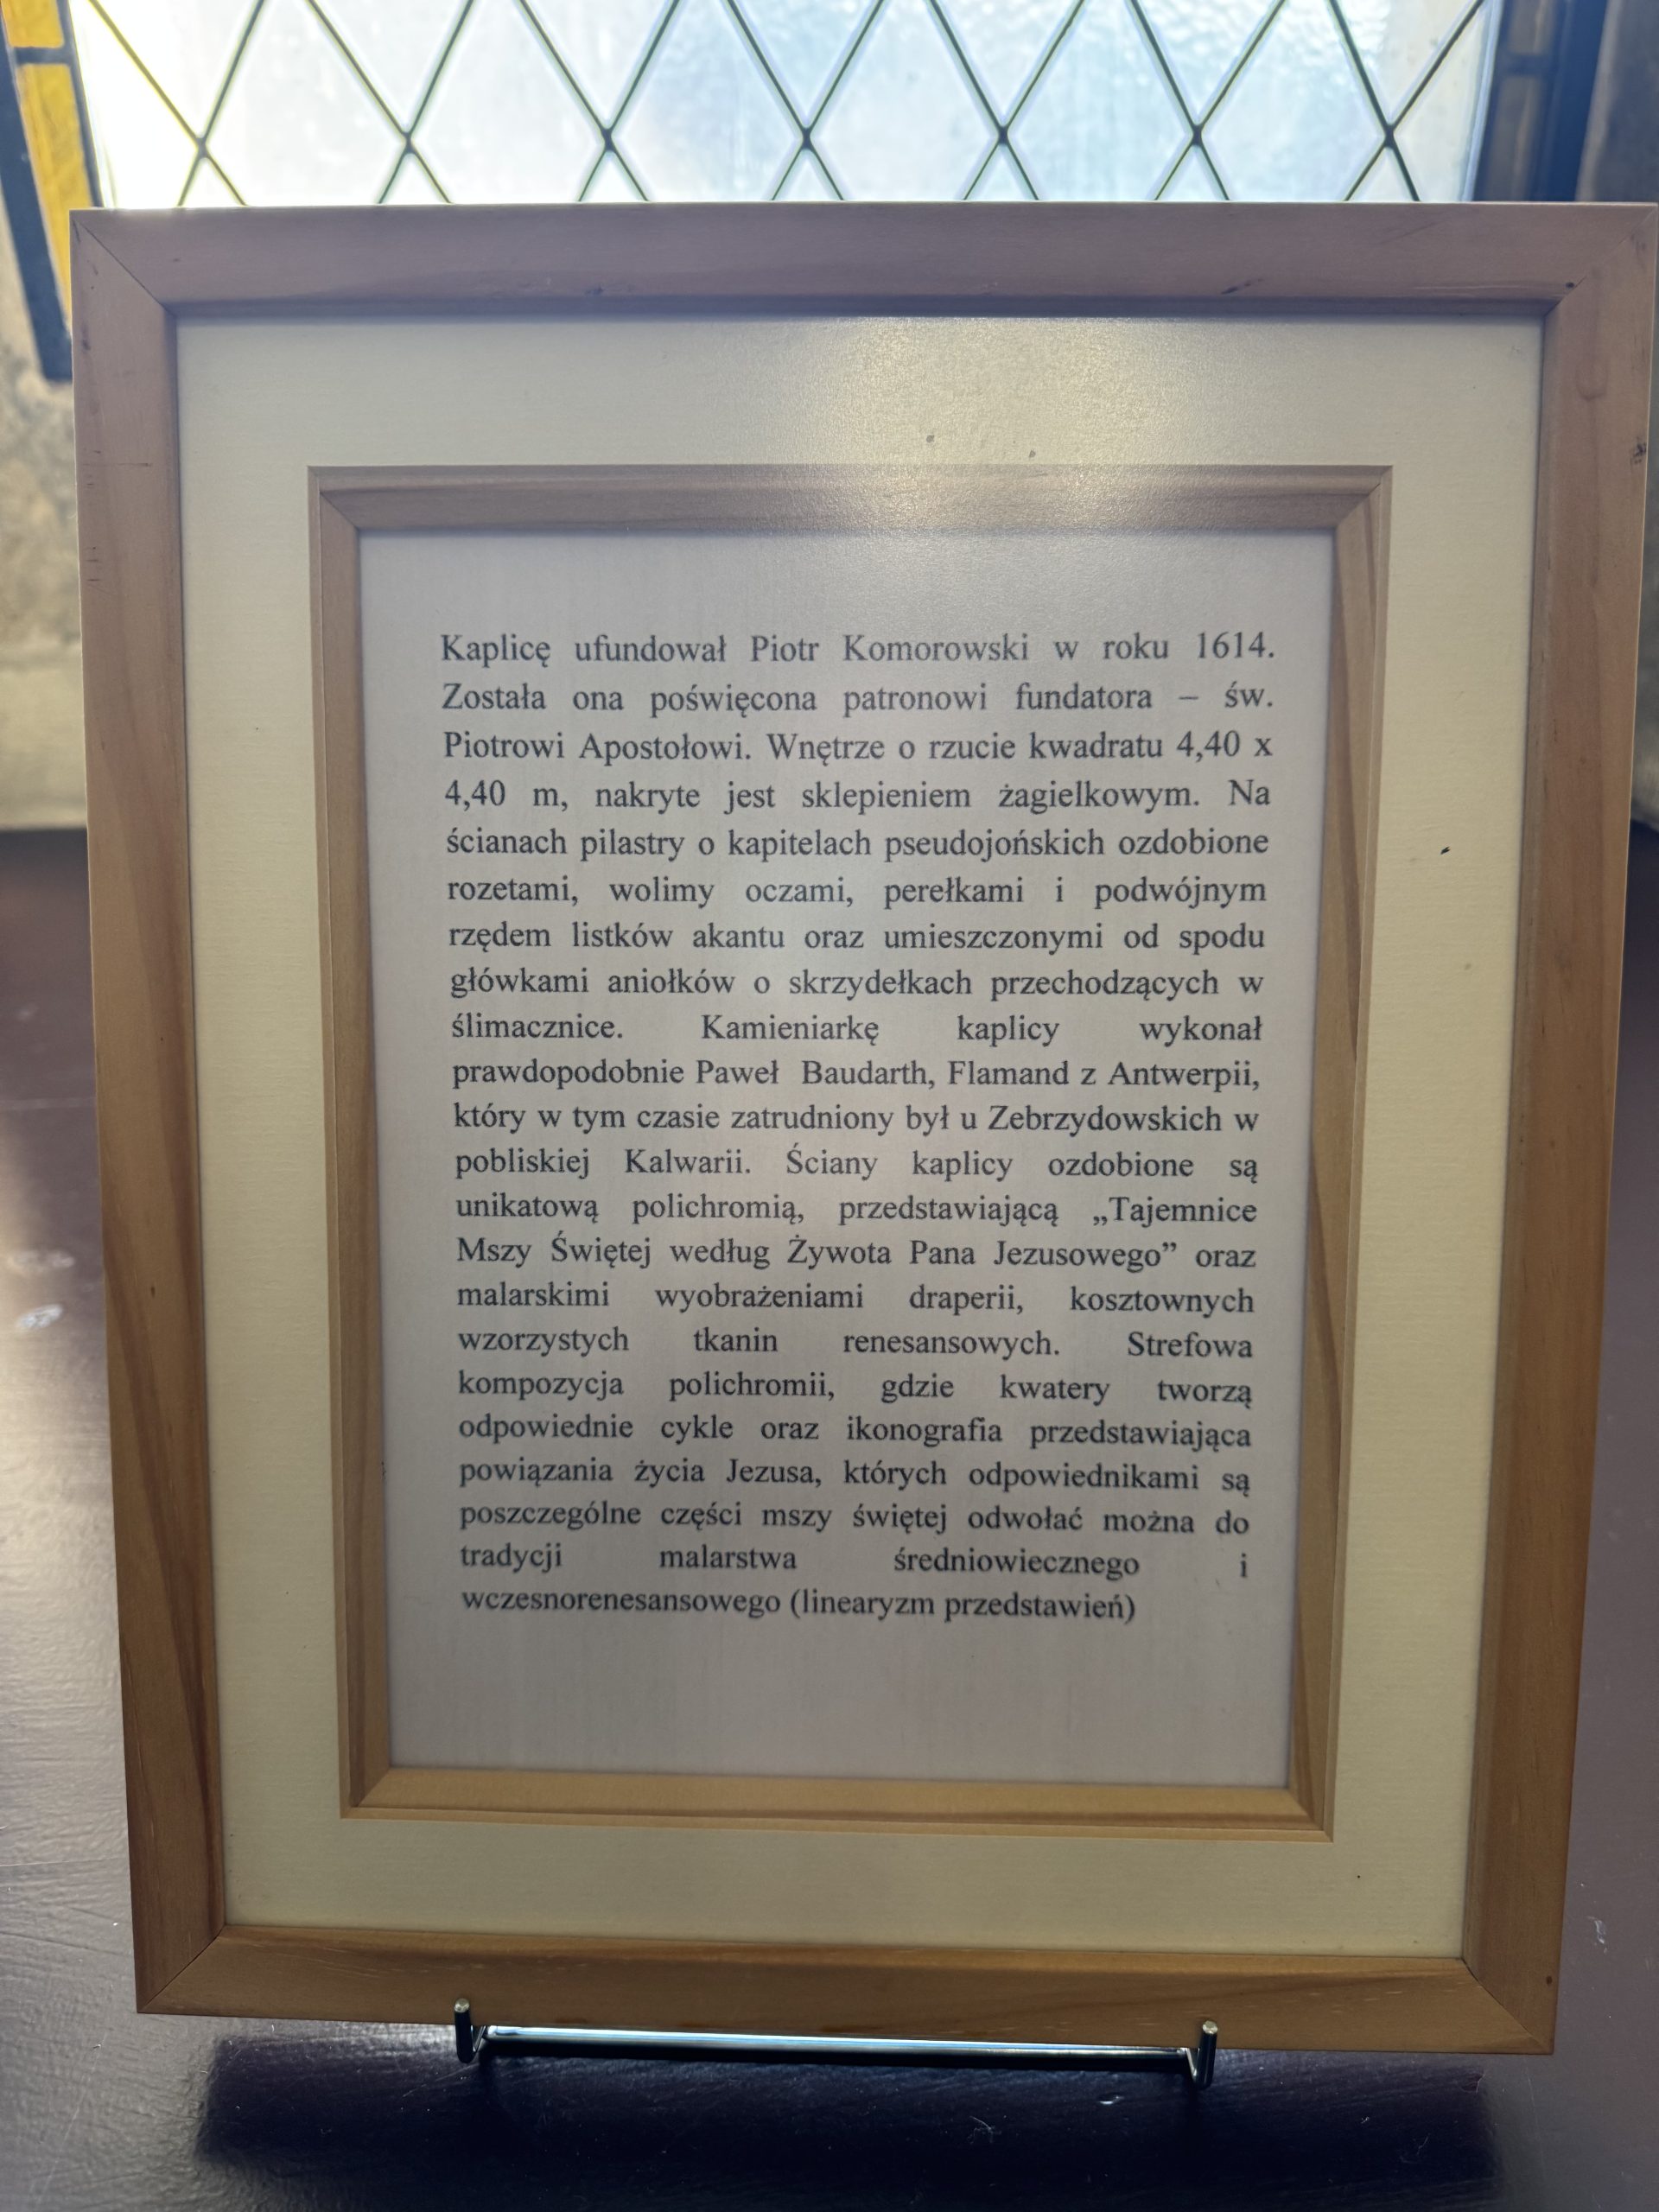 Kaplicę ufundował Piotr Komorowski w roku 1614.
Została ona poświęcona patronowi fundatora – św.
Piotrowi Apostołowi. Wnętrze o rzucie kwadratu 4,40 x
4,40 m, nakryte jest sklepieniem żagielkowym. Na
ścianach pilastry o kapitelach pseudojońskich ozdobione
rozetami, wolimy oczami, perełkami i podwójnym
rzędem listków akantu oraz umieszczonymi od spodu
główkami aniołków o skrzydełkach przechodzących w
ślimacznice. Kamieniarkę kaplicy wykonał
prawdopodobnie Paweł Baudarth, Flamand z Antwerpii,
który w tym czasie zatrudniony był u Zebrzydowskich w
pobliskiej Kalwarii. Ściany kaplicy ozdobione są
unikatową polichromią, przedstawiającą „Tajemnice
Mszy Świętej według Żywota Pana Jezusowego” oraz
malarskimi wyobrażeniami draperii, kosztownych
wzorzystych tkanin renesansowych. Strefowa
kompozycja polichromii, gdzie kwatery tworzą
odpowiednie cykle oraz ikonografia przedstawiająca
powiązania życia Jezusa, których odpowiednikami są
poszczególne części mszy świętej odwołać można do
tradycji malarstwa średniowiecznego i
wczesnorenesansowego (linearyzm przedstawień)